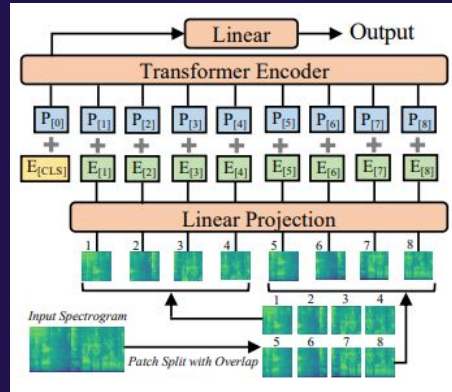 Linear Output
Transformer Encoder
P[0] P[1] P[2] P[3] P[4] P[5] P[6] P[7] P[8]
+ + + + + + + + +
E[CLS] E[1] E[2] E[3] E[4] E[5] E[6] E[7] E[8]
Linear Projection
1 2 3 4 5 6 7 8
Input Spectrogram
1 2 3 4
Patch Split with Overlap
5 6 7 8